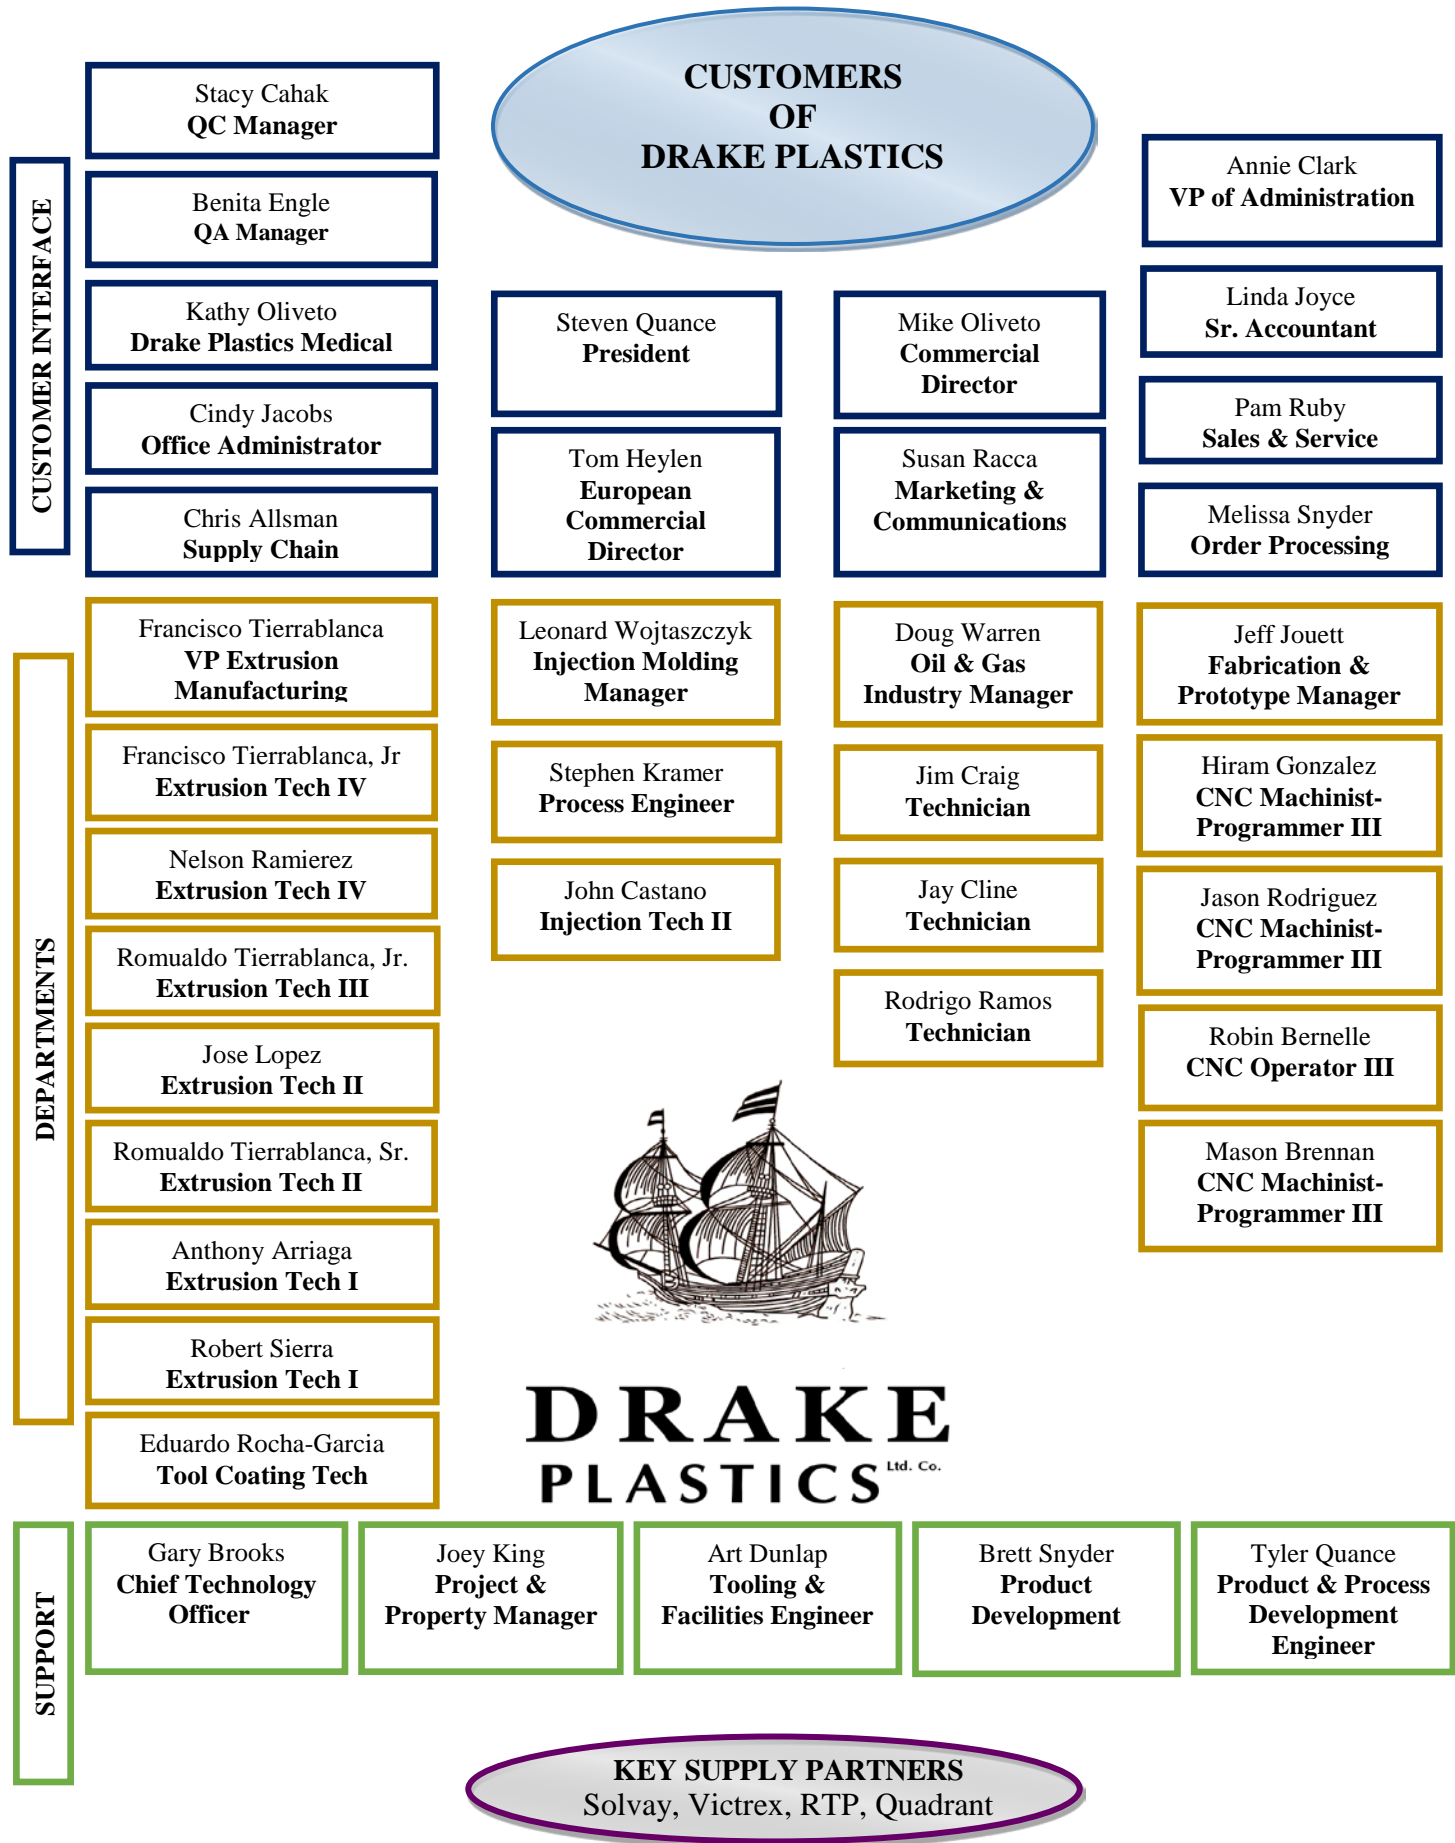 CUSTOMERS
OF
DRAKE PLASTICS
CUSTOMER INTERFACE
Stacy Cahak
QC Manager
Benita Engle
QA Manager
Kathy Oliveto
Drake Plastics Medical
Cindy Jacobs
Office Administrator
Chris Allsman
Supply Chain
Steven Quance
President
Tom Heylen
European
Commercial
Director
Mike Oliveto
Commercial
Director
Susan Racca
Marketing &
Communications
Annie Clark
VP of Administration
Linda Joyce
Sr. Accountant
Pam Ruby
Sales & Service
Melissa Snyder
Order Processing
DEPARTMENTS
Francisco Tierrablanca
VP Extrusion
Manufacturing
Francisco Tierrablanca, Jr
Extrusion Tech IV
Nelson Ramierez
Extrusion Tech IV
Romualdo Tierrablanca, Jr.
Extrusion Tech III
Jose Lopez
Extrusion Tech II
Romualdo Tierrablanca, Sr.
Extrusion Tech II
Anthony Arriaga
Extrusion Tech I
Robert Sierra
Extrusion Tech I
Eduardo Rocha-Garcia
Tool Coating Tech
Leonard Wojtaszczyk
Injection Molding
Manager
Stephen Kramer
Process Engineer
John Castano
Injection Tech II
Doug Warren
Oil & Gas
Industry Manager
Jim Craig
Technician
Jay Cline
Technician
Rodrigo Ramos
Technician
Jeff Jouett
Fabrication &
Prototype Manager
Hiram Gonzalez
CNC Machinist-
Programmer III
Jason Rodriguez
CNC Machinist-
Programmer III
Robin Bernelle
CNC Operator III
Mason Brennan
CNC Machinist-
Programmer III
DRAKE
PLASTICS Ltd. Co.
SUPPORT
Gary Brooks
Chief Technology
Officer
Joey King
Project &
Property Manager
Art Dunlap
Tooling &
Facilities Engineer
Brett Snyder
Product
Development
Tyler Quance
Product & Process
Development
Engineer
KEY SUPPLY PARTNERS
Solvay, Victrex, RTP, Quadrant